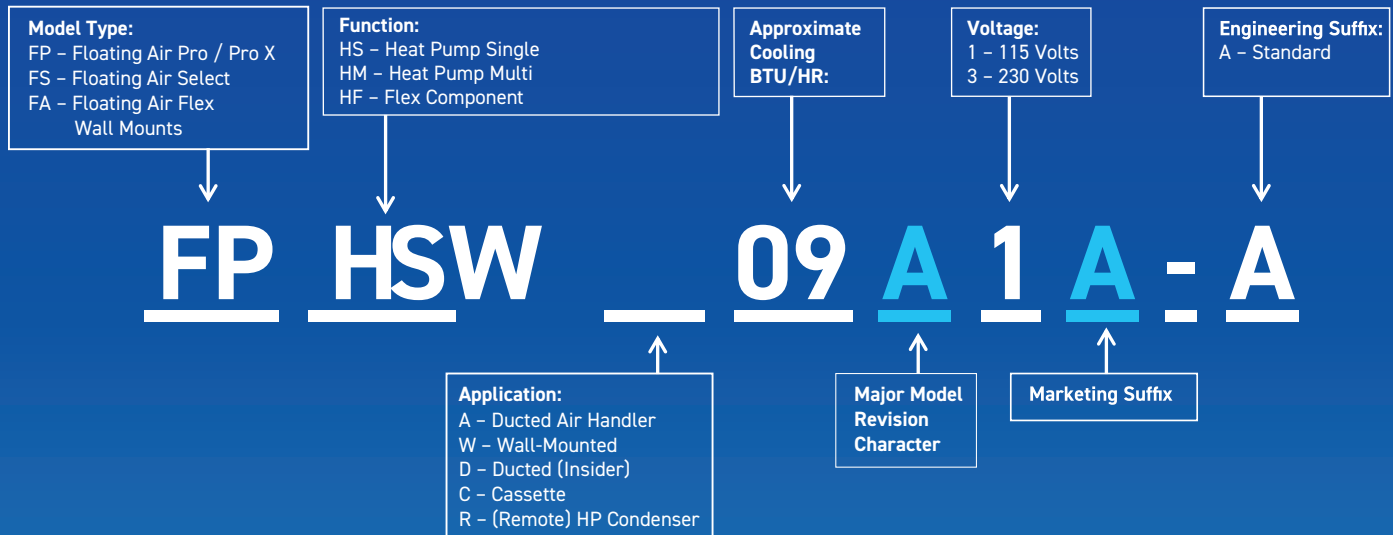 Model Type:
FP – Floating Air Pro / Pro X
FS – Floating Air Select
FA – Floating Air Flex
Wall Mounts
Function:
HS – Heat Pump Single
HM – Heat Pump Multi
HF – Flex Component
Approximate
Cooling
BTU/HR:
Voltage:
1 – 115 Volts
3 – 230 Volts
Engineering Suffix:
A – Standard
FP HSW 09 A 1 A - A
Application:
A – Ducted Air Handler
W – Wall-Mounted
D – Ducted (Insider)
C – Cassette
R – (Remote) HP Condenser
Major Model
Revision
Character
Marketing Suffix